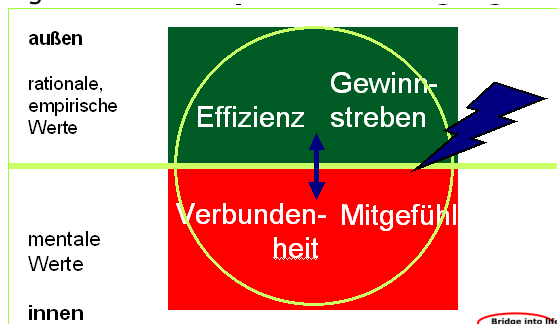 außen
rationale,
empirische
Werte
Effizienz
Gewinn-
streben
Verbunden-
heit
Mitgefühl
mentale
Werte
innen
Bridge into life